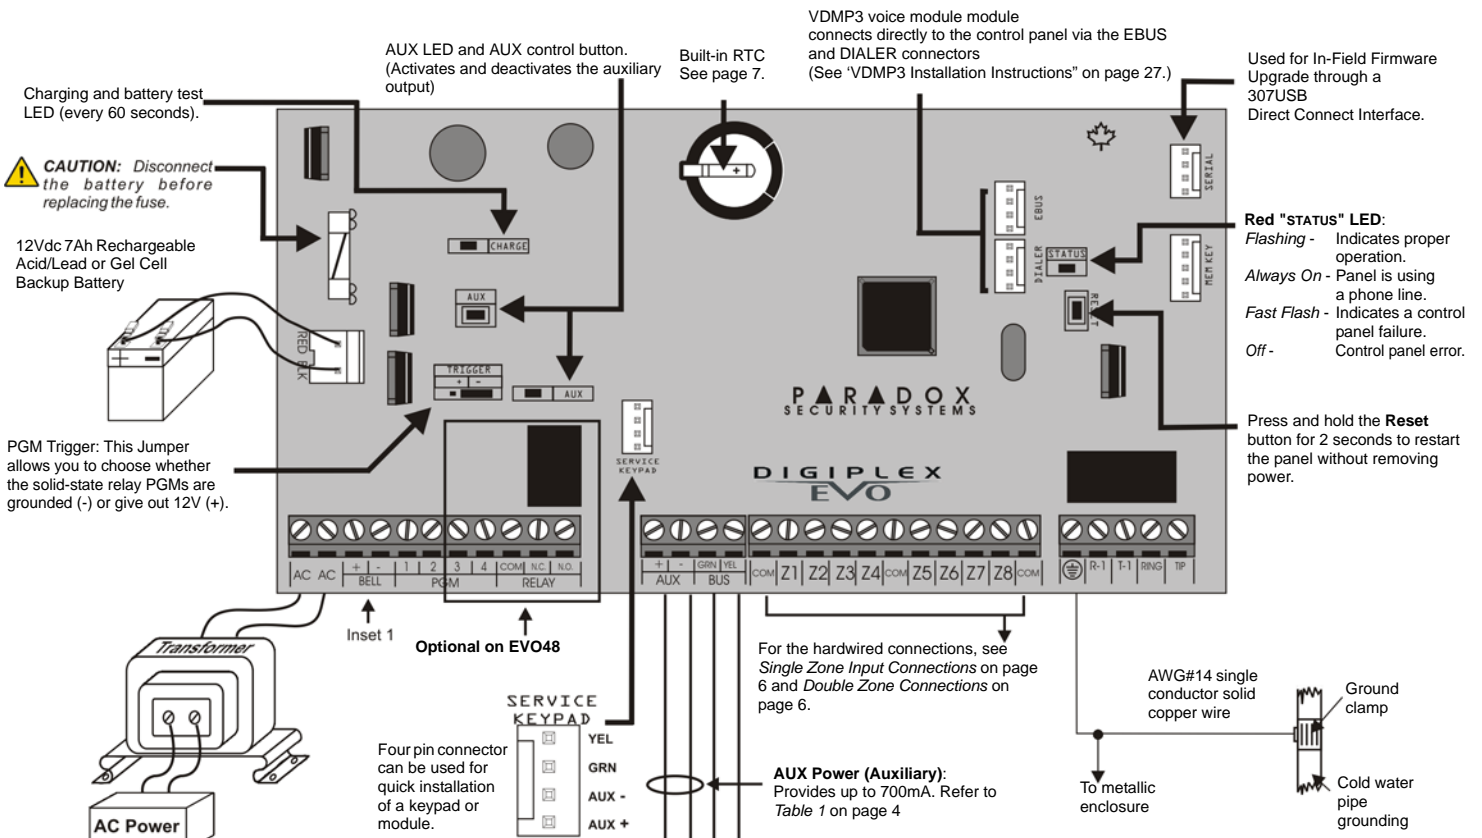 VDMP3 voice module module
connects directly to the control panel via the EBUS
and DIALER connectors
(See 'VDMP3 Installation Instructions" on page 27.)
AUX LED and AUX control button.
(Activates and deactivates the auxiliary
output)
Built-in RTC
See page 7.
Used for In-Field Firmware
Upgrade through a
307USB
Direct Connect Interface.
Charging and battery test
LED (every 60 seconds).
CAUTION: Disconnect
the battery before
replacing the fuse.
12Vdc 7Ah Rechargeable
Acid/Lead or Gel Cell
Backup Battery
+ -
RED BLK
CHARGE
AUX
TRIGGER
+ -
AUX
+
EBUS
DIALER
STATUS
RESET
SERIAL
MEM KEY
Red "STATUS" LED:
Flashing - Indicates proper
operation.
Always On - Panel is using
a phone line.
Fast Flash - Indicates a control
panel failure.
Off - Control panel error.
PARADOX
SECURITY SYSTEMS
DIGIPLEX
EVO
SERVICE
KEYPAD
PGM Trigger: This Jumper
allows you to choose whether
the solid-state relay PGMs are
grounded (-) or give out 12V (+).
Press and hold the Reset
button for 2 seconds to restart
the panel without removing
power.
AC AC + - BELL 1 2 3 4 PGM COM N.C. N.O. RELAY
+ - AUX GRN YEL BUS
COM Z1 Z2 Z3 Z4 COM Z5 Z6 Z7 Z8 COM
R-1 T-1 RING TIP
Inset 1
Optional on EVO48
Transformer
AC Power
SERVICE
KEYPAD
YEL
GRN
AUX -
AUX +
Four pin connector
can be used for
quick installation
of a keypad or
module.
For the hardwired connections, see
Single Zone Input Connections on page
6 and Double Zone Connections on
page 6.
AUX Power (Auxiliary):
Provides up to 700mA. Refer to
Table 1 on page 4
AWG#14 single
conductor solid
copper wire
Ground
clamp
To metallic
enclosure
Cold water
pipe
grounding